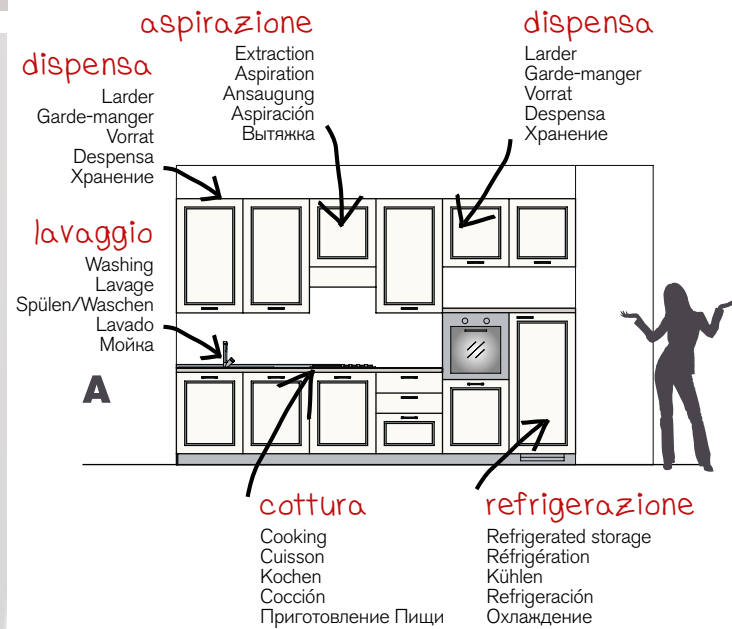 aspirazione
Extraction
Aspiration
Ansaugung
Aspiración
Вытяжка
dispensa
Larder
Garde-manger
Vorrat
Despensa
Хранение
dispensa
Larder
Garde-manger
Vorrat
Despensa
Хранение
lavaggio
Washing
Lavage
Spülen/Waschen
Lavado
Мойка
A
cottura
Cooking
Cuisson
Kochen
Cocción
Приготовление Пищи
refrigerazione
Refrigerated storage
Réfrigération
Kühlen
Refrigeración
Охлаждение